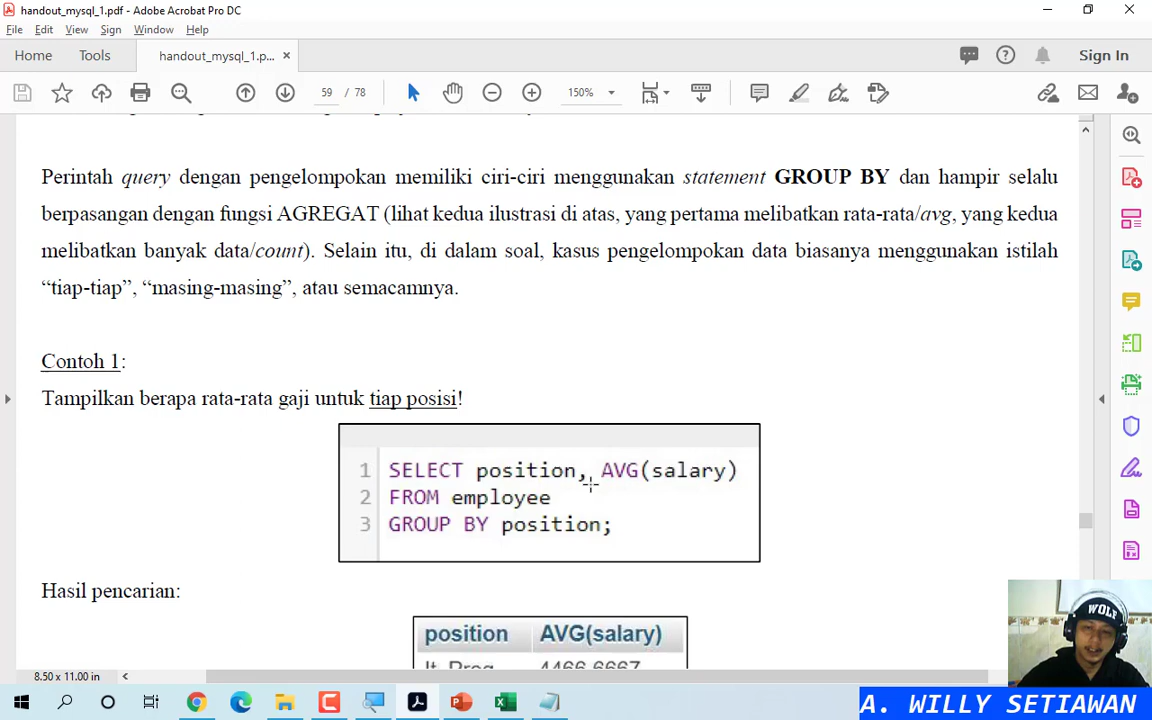 handout_mysql_1.pdf - Adobe Acrobat Pro DC
File Edit View Sign Window Help
Home Tools handout_mysql_1.p... × Sign In
59 / 78 150%
Perintah query dengan pengelompokan memiliki ciri-ciri menggunakan statement GROUP BY dan hampir selalu
berpasangan dengan fungsi AGREGAT (lihat kedua ilustrasi di atas, yang pertama melibatkan rata-rata/avg, yang kedua
melibatkan banyak data/count). Selain itu, di dalam soal, kasus pengelompokan data biasanya menggunakan istilah
“tiap-tiap”, “masing-masing”, atau semacamnya.
Contoh 1:
Tampilkan berapa rata-rata gaji untuk tiap posisi!
1 SELECT position, AVG(salary)
2 FROM employee
3 GROUP BY position;
Hasil pencarian:
position AVG(salary)
It. Prog 4466.6667
WOLF
8.50 x 11.00 in
A. WILLY SETIAWAN